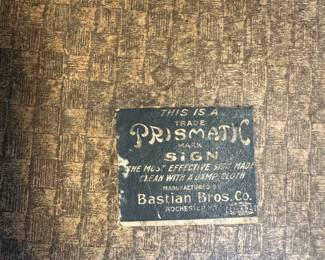 THIS IS A
TRADE
PRISMATIC
MARK
SIGN
THE MOST EFFECTIVE SIGN MADE
CLEAN WITH A DAMP CLOTH
MANUFACTURED BY
Bastian Bros. Co.
ROCHESTER N.Y.